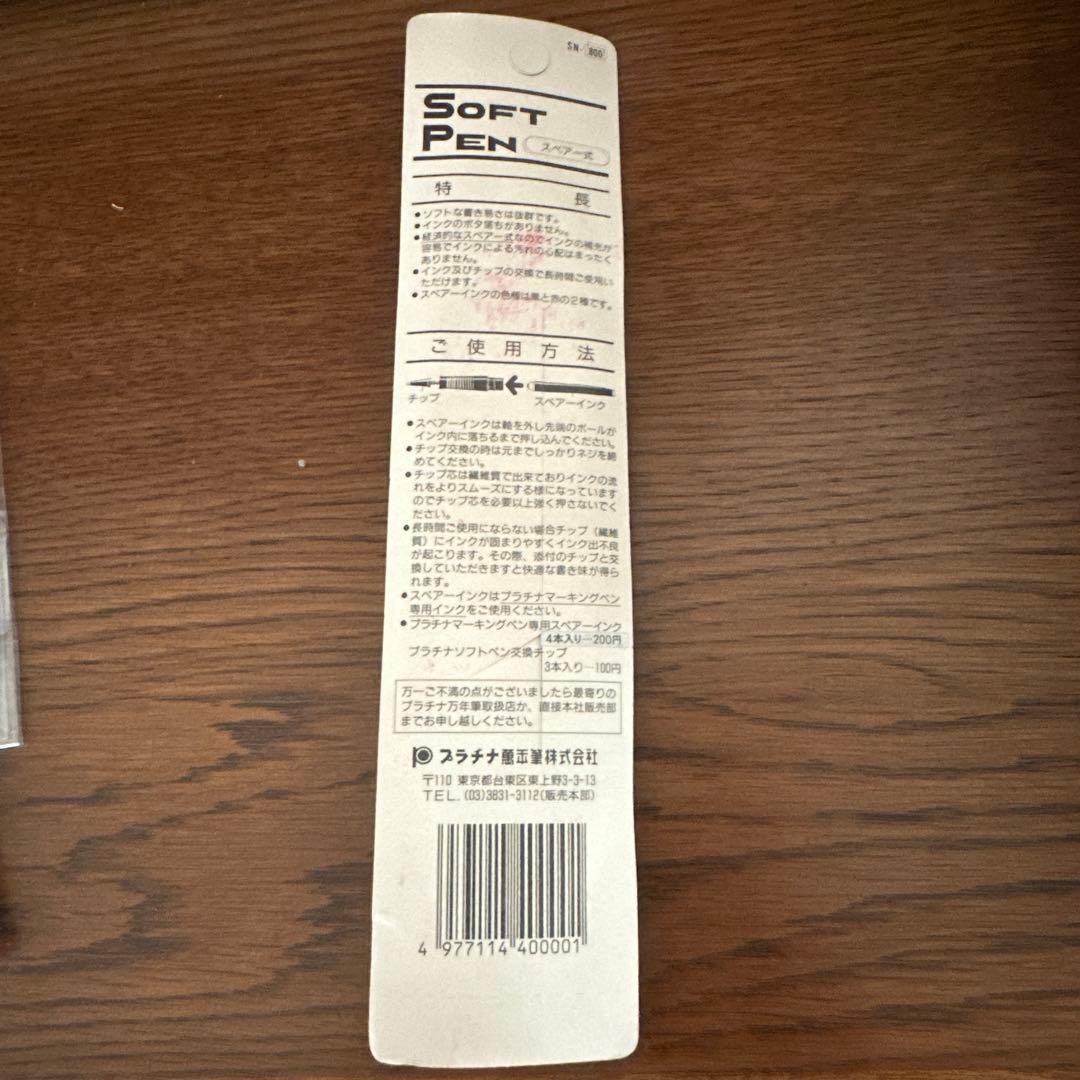 SN-800
SOFT
PEN スペアー式
特長
●ソフトな書き易さは抜群です。
●インクのボタ落ちがありません。
●経済的なスペアー式なのでインクの補充が
容易でインクによる汚れの心配はまったく
ありません。
●インク及びチップの交換で長時間ご使用い
ただけます。
●スペアーインクの色種は黒と赤の2種です。
ご使用方法
チップ スペアーインク
●スペアーインクは軸を外し先端のボールが
インク内に落ちるまで押し込んでください。
●チップ交換の時は元までしっかりネジを締
めてください。
●チップ芯は繊維質で出来ておりインクの流
れをよりスムーズにする様になっています
のでチップ芯を必要以上強く押さないでく
ださい。
●長時間ご使用にならない場合チップ(繊維
質)にインクが固まりやすくインク出不良
が起こります。その際、添付のチップと交
換していただきますと快適な書き味が得ら
れます。
●スペアーインクはプラチナマーキングペン
専用インクをご使用ください。
●プラチナマーキングペン専用スペアーインク
4本入り…200円
プラチナソフトペン交換チップ
3本入り…100円
万一ご不満の点がございましたら最寄りの
プラチナ万年筆取扱店か、直接本社販売部
までお申し越しください。
プラチナ萬年筆株式会社
〒110 東京都台東区東上野3-3-13
TEL. (03)3831-3112(販売本部)
4 977114 400001